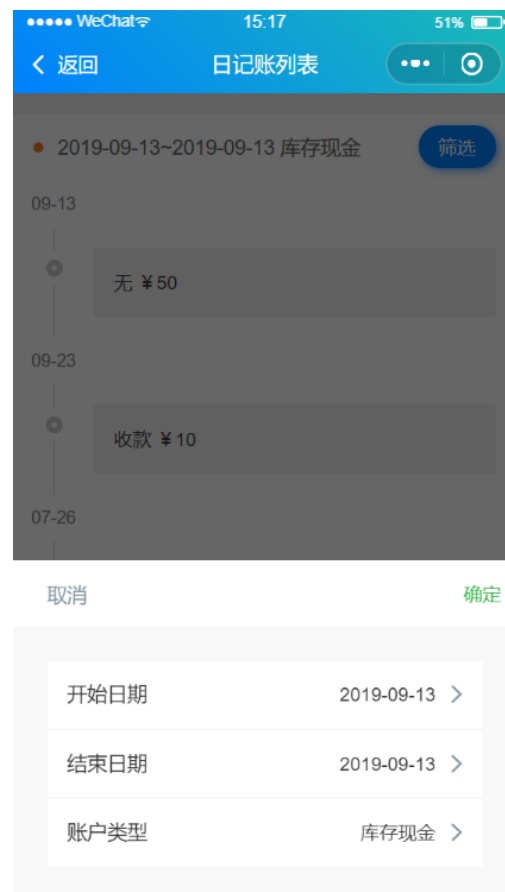 WeChat 15:17 51%
返回 日记账列表
2019-09-13~2019-09-13 库存现金 筛选
09-13
无 ¥50
09-23
收款 ¥10
07-26
取消 确定
开始日期 2019-09-13
结束日期 2019-09-13
账户类型 库存现金